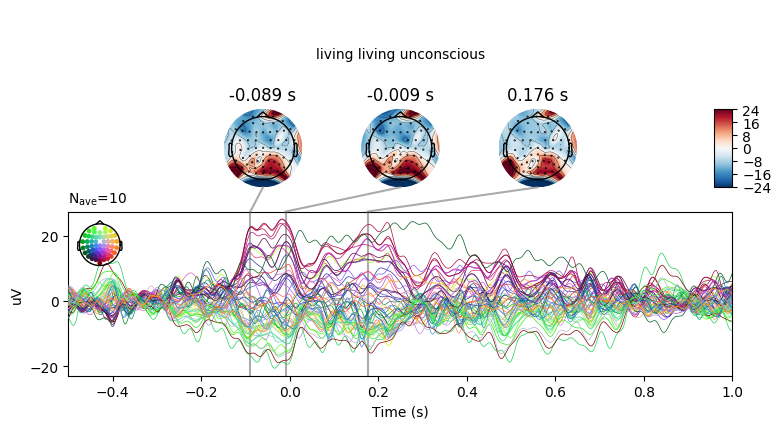 living living unconscious
-0.089 s
-0.009 s
0.176 s
24
16
8
0
−8
−16
−24
Nave=10
20
0
−20
uV
−0.4
−0.2
0.0
0.2
0.4
0.6
0.8
1.0
Time (s)